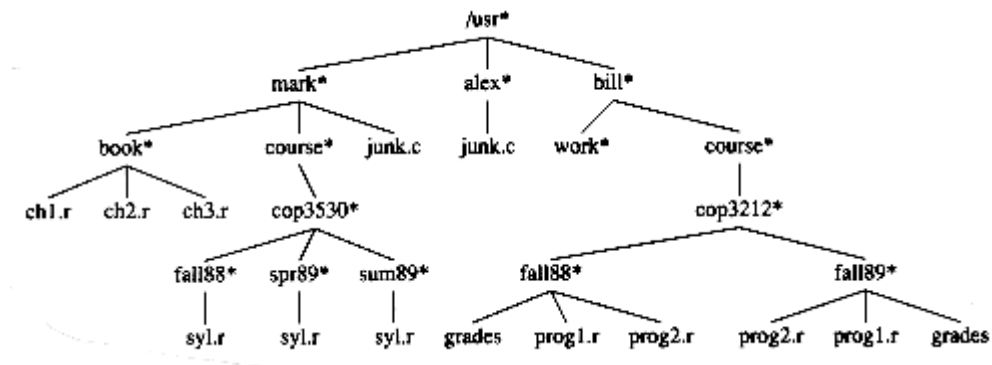 /usr*
mark* alex* bill*
book* course* junk.c junk.c work* course*
ch1.r ch2.r ch3.r cop3530* cop3212*
fall88* spr89* sum89* fall88* fall89*
syl.r syl.r syl.r grades prog1.r prog2.r prog2.r prog1.r grades